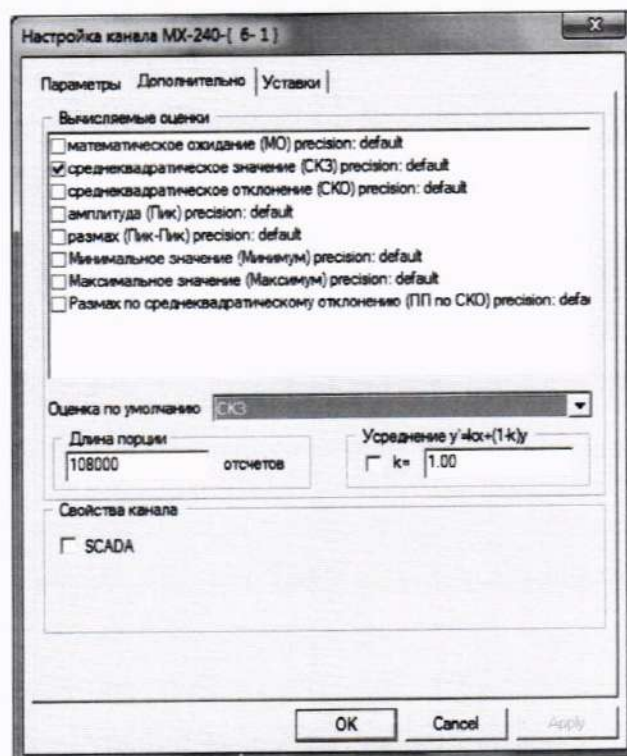 Настройка канала MX-240-{ 6- 1 }
x
Параметры Дополнительно Уставки
Вычисляемые оценки
математическое ожидание (МО) precision: default
среднеквадратическое значение (СКЗ) precision: default
среднеквадратическое отклонение (СКО) precision: default
амплитуда (Пик) precision: default
размах (Пик-Пик) precision: default
Минимальное значение (Минимум) precision: default
Максимальное значение (Максимум) precision: default
Размах по среднеквадратическому отклонению (ПП по СКО) precision: defa
Оценка по умолчанию СКЗ
Длина порции
108000 отсчетов
Усреднение y'=kx+(1-k)y
k= 1.00
Свойства канала
SCADA
OK Cancel Apply